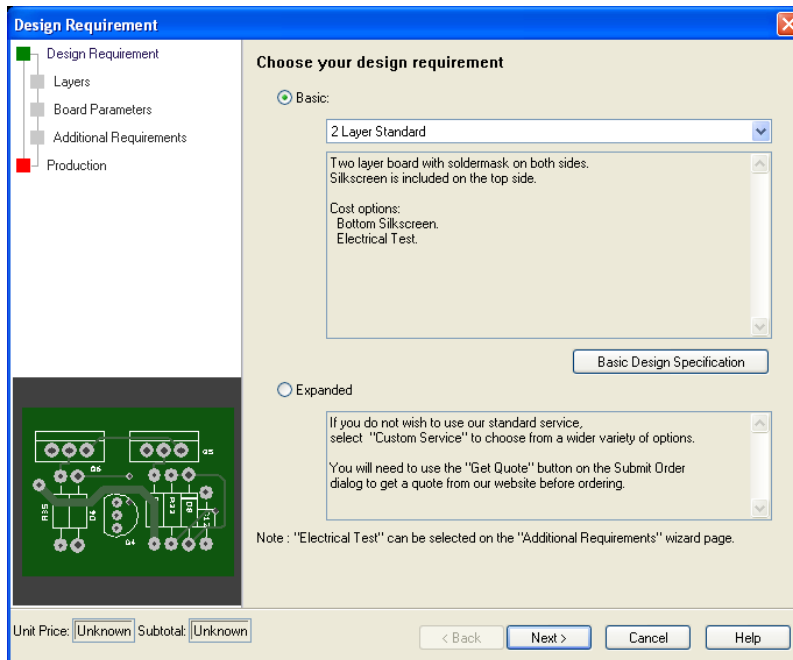 Design Requirement
Design Requirement
Layers
Board Parameters
Additional Requirements
Production
Choose your design requirement
Basic:
2 Layer Standard
Two layer board with soldermask on both sides.
Silkscreen is included on the top side.
Cost options:
Bottom Silkscreen.
Electrical Test.
Basic Design Specification
Expanded
If you do not wish to use our standard service,
select "Custom Service" to choose from a wider variety of options.
You will need to use the "Get Quote" button on the Submit Order
dialog to get a quote from our website before ordering.
Note : "Electrical Test" can be selected on the "Additional Requirements" wizard page.
Q5
Q6
R35
D6
Q4
R33
D8
Unit Price: Unknown Subtotal: Unknown
< Back Next > Cancel Help